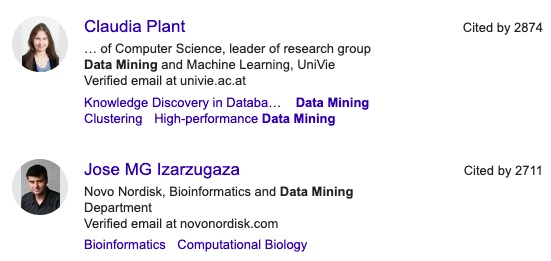 Claudia Plant
Cited by 2874
… of Computer Science, leader of research group
Data Mining and Machine Learning, UniVie
Verified email at univie.ac.at
Knowledge Discovery in Databa… Data Mining
Clustering High-performance Data Mining
Jose MG Izarzugaza
Cited by 2711
Novo Nordisk, Bioinformatics and Data Mining
Department
Verified email at novonordisk.com
Bioinformatics Computational Biology